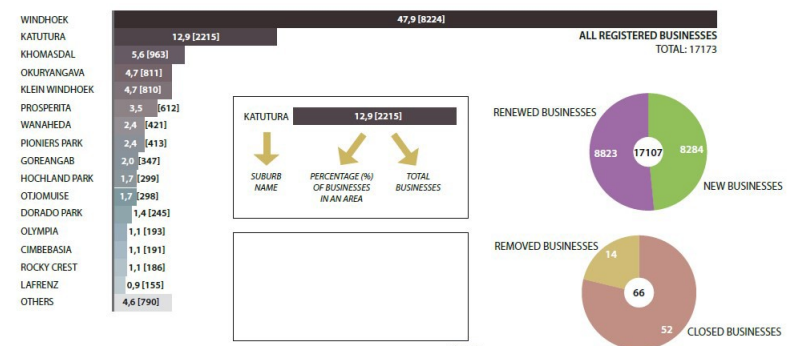 WINDHOEK 47,9 [8224]
KATUTURA 12,9 [2215]
KHOMASDAL 5,6 [963]
OKURYANGAVA 4,7 [811]
KLEIN WINDHOEK 4,7 [810]
PROSPERITA 3,5 [612]
WANAHEDA 2,4 [421]
PIONIERS PARK 2,4 [413]
GOREANGAB 2,0 [347]
HOCHLAND PARK 1,7 [299]
OTJOMUISE 1,7 [298]
DORADO PARK 1,4 [245]
OLYMPIA 1,1 [193]
CIMBEBASIA 1,1 [191]
ROCKY CREST 1,1 [186]
LAFRENZ 0,9 [155]
OTHERS 4,6 [790]
KATUTURA 12,9 [2215]
SUBURB
NAME
PERCENTAGE (%)
OF BUSINESSES
IN AN AREA
TOTAL
BUSINESSES
ALL REGISTERED BUSINESSES
TOTAL: 17173
RENEWED BUSINESSES
8823 17107 8284
NEW BUSINESSES
REMOVED BUSINESSES
14
66
52
CLOSED BUSINESSES